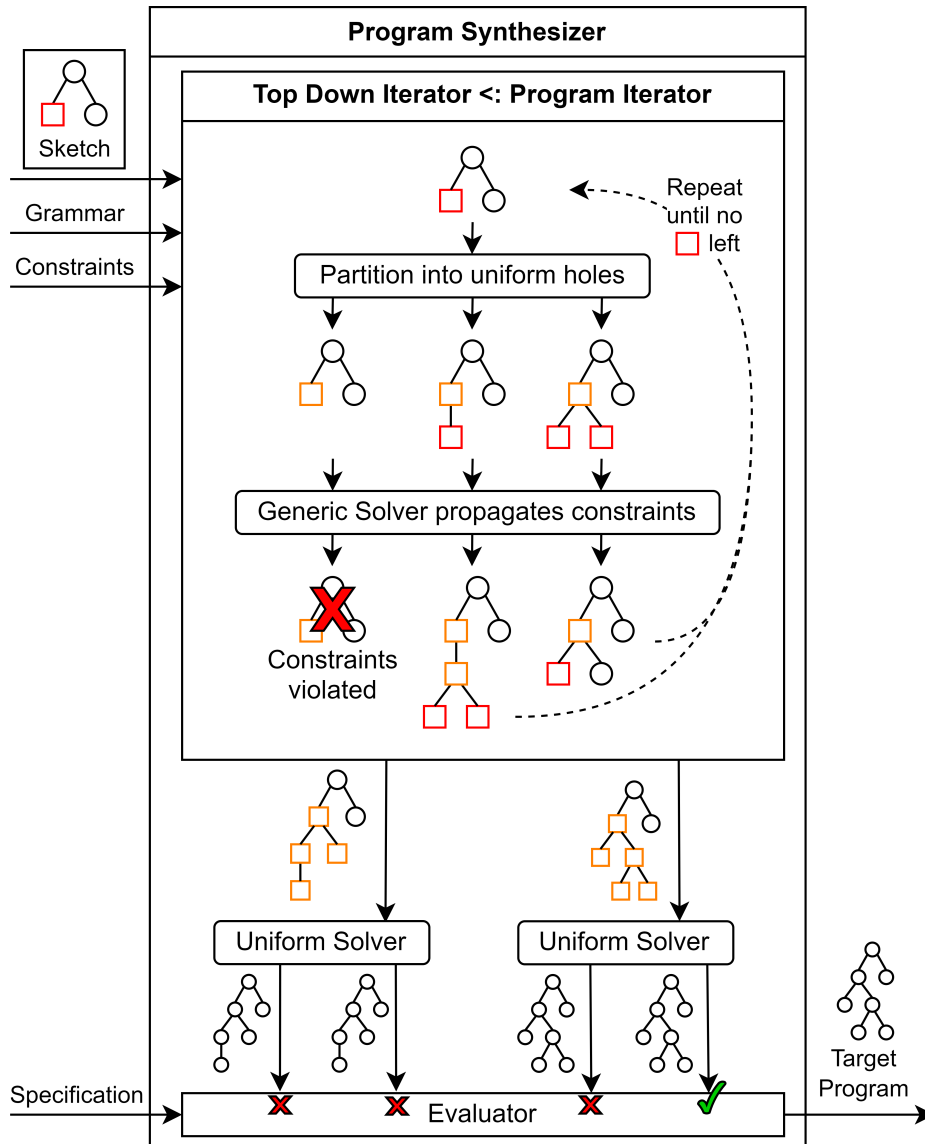 Program Synthesizer
Top Down Iterator <: Program Iterator
Sketch
Grammar
Constraints
Repeat
until no
left
Partition into uniform holes
Generic Solver propagates constraints
Constraints
violated
Uniform Solver
Uniform Solver
Target
Program
Specification
Evaluator